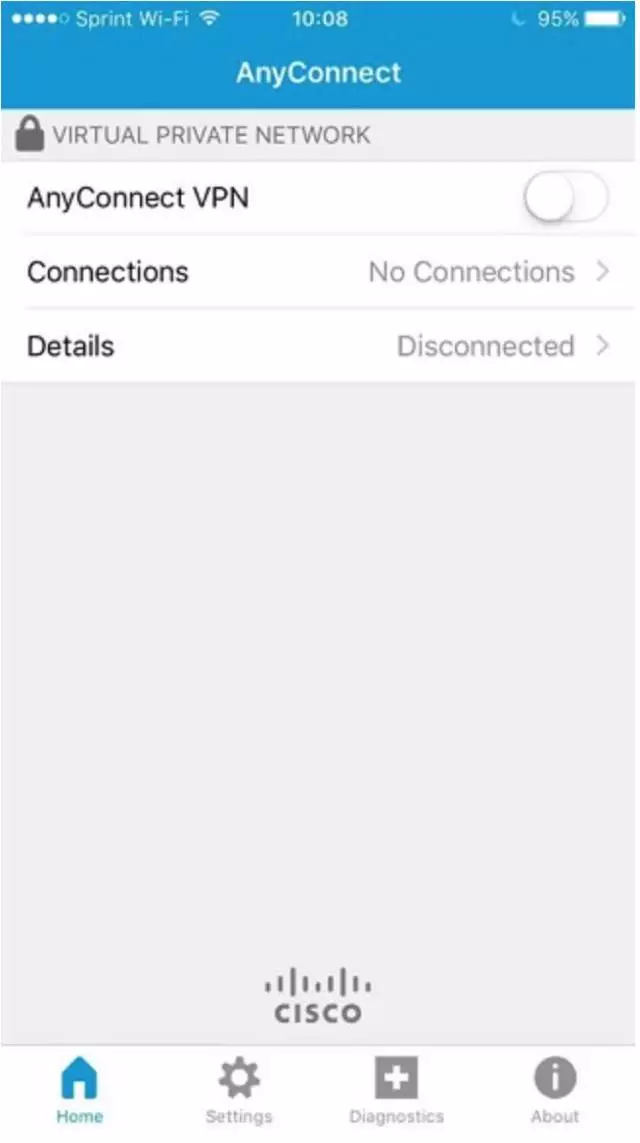 Sprint Wi-Fi 10:08 95%
AnyConnect
VIRTUAL PRIVATE NETWORK
AnyConnect VPN
Connections No Connections
Details Disconnected
CISCO
Home Settings Diagnostics About